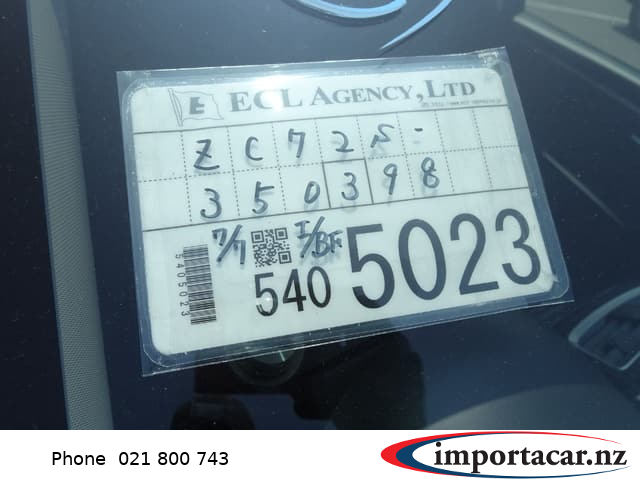 E ECL AGENCY, LTD
ZC72S-
350398
7/7 I/BF
540 5023
5405023
Phone 021 800 743
importacar.nz